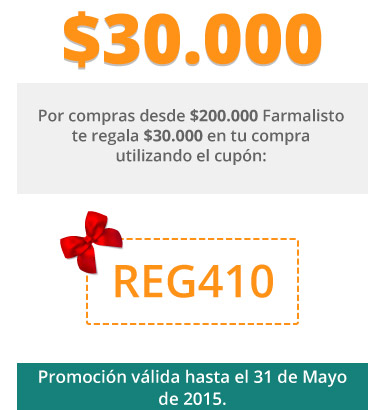 $30.000
Por compras desde $200.000 Farmalisto
te regala $30.000 en tu compra
utilizando el cupón:
REG410
Promoción válida hasta el 31 de Mayo
de 2015.